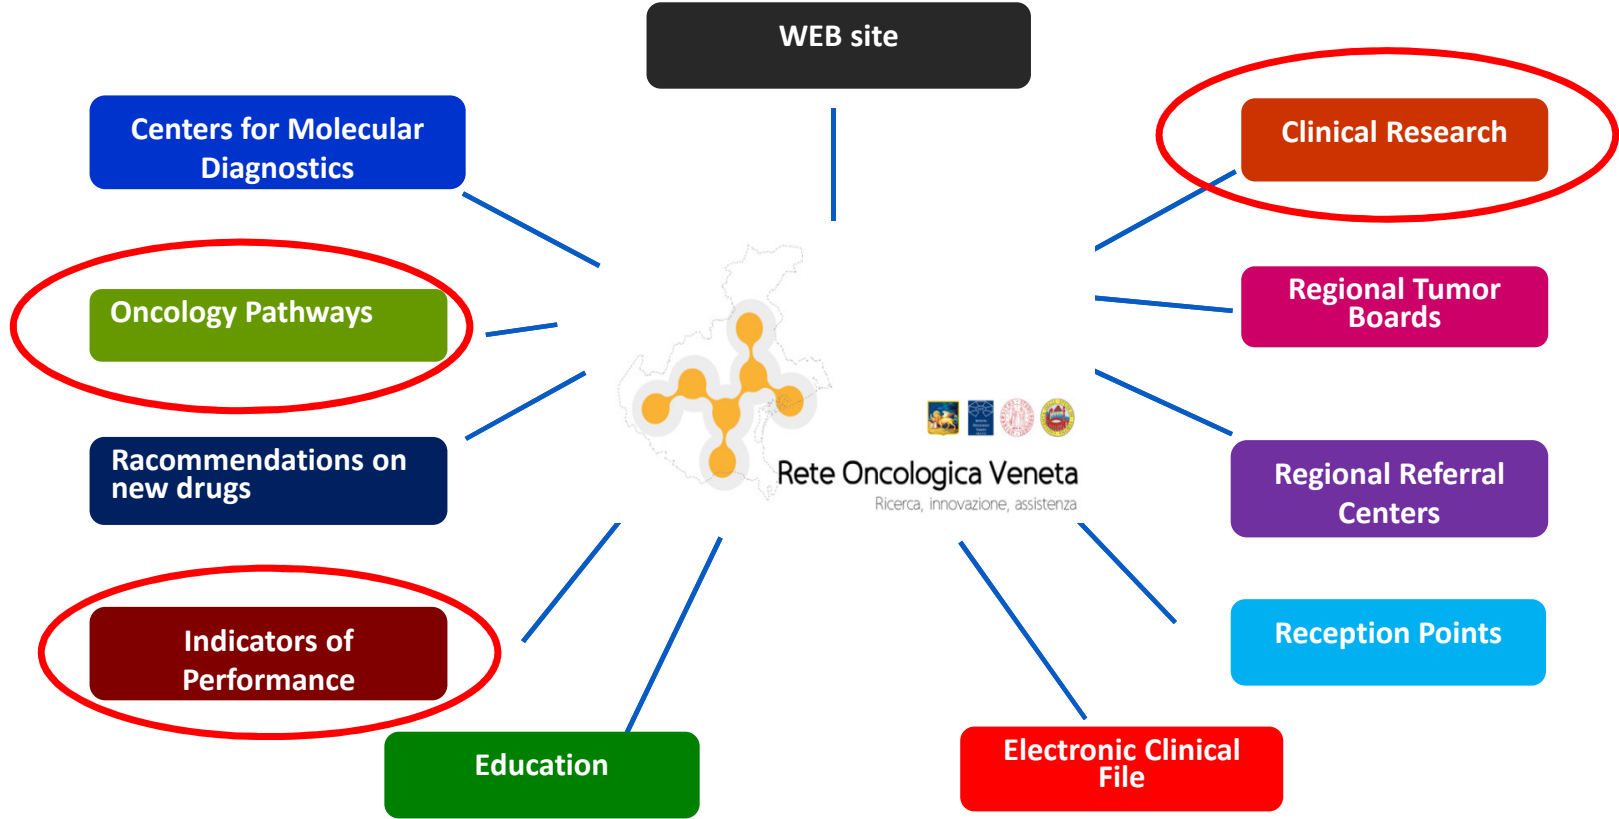 WEB site
Centers for Molecular
Diagnostics
Clinical Research
Oncology Pathways
Regional Tumor
Boards
Racommendations on
new drugs
Rete Oncologica Veneta
Ricerca, innovazione, assistenza
Regional Referral
Centers
Indicators of
Performance
Reception Points
Education
Electronic Clinical
File